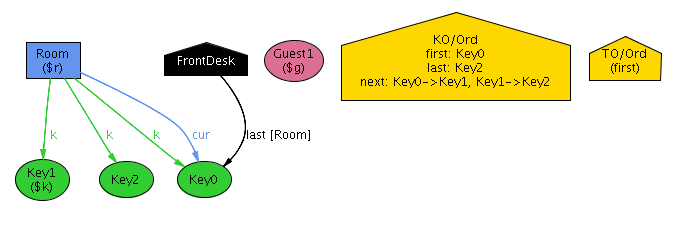 Room
($r)
FrontDesk
Guest1
($g)
KO/Ord
first: Key0
last: Key2
next: Key0->Key1, Key1->Key2
TO/Ord
(first)
k
k
k
cur
last [Room]
Key1
($k)
Key2
Key0